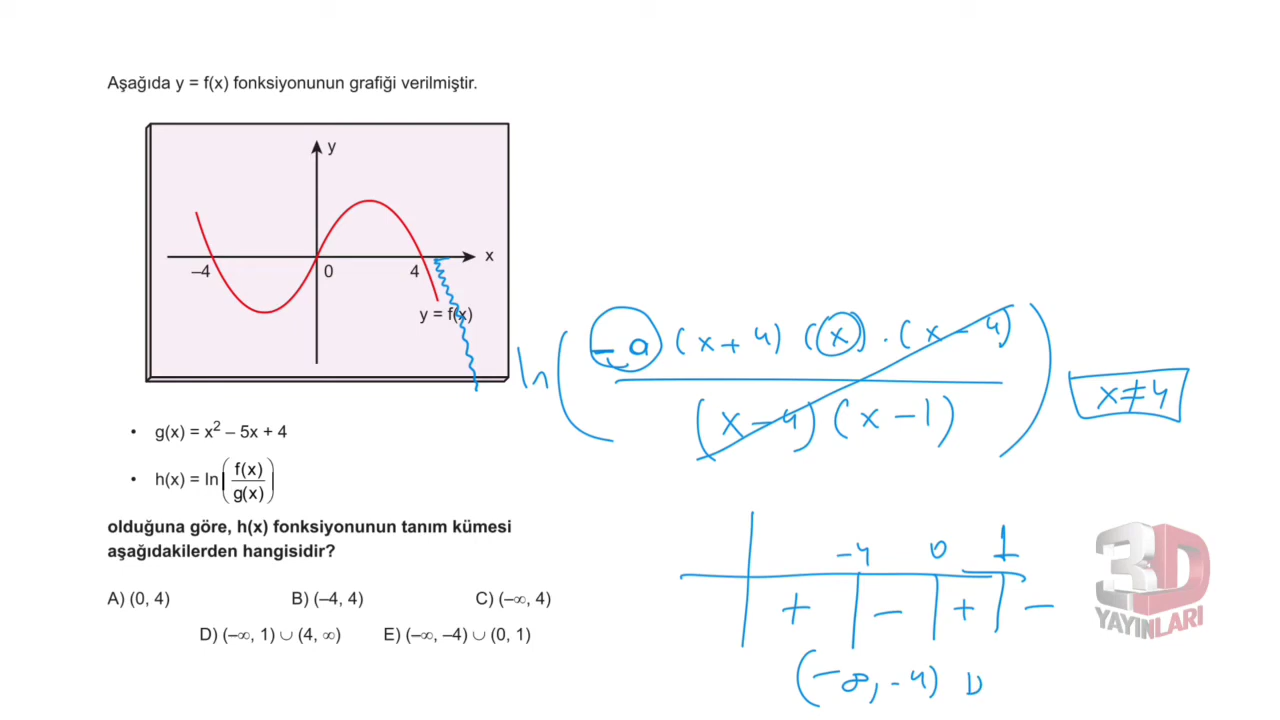 Aşağıda y = f(x) fonksiyonunun grafiği verilmiştir.
y
x
–4
0
4
y = f(x)
ln( –a (x + 4) (x) . (x – 4) / (x – 4) (x – 1) )
x ≠ 4
• g(x) = x² – 5x + 4
• h(x) = ln( f(x) / g(x) )
olduğuna göre, h(x) fonksiyonunun tanım kümesi
aşağıdakilerden hangisidir?
A) (0, 4) B) (–4, 4) C) (–∞, 4)
D) (–∞, 1) ∪ (4, ∞) E) (–∞, –4) ∪ (0, 1)
–4 0 1
+ – + –
(–∞, –4) ∪
3D
YAYINLARI